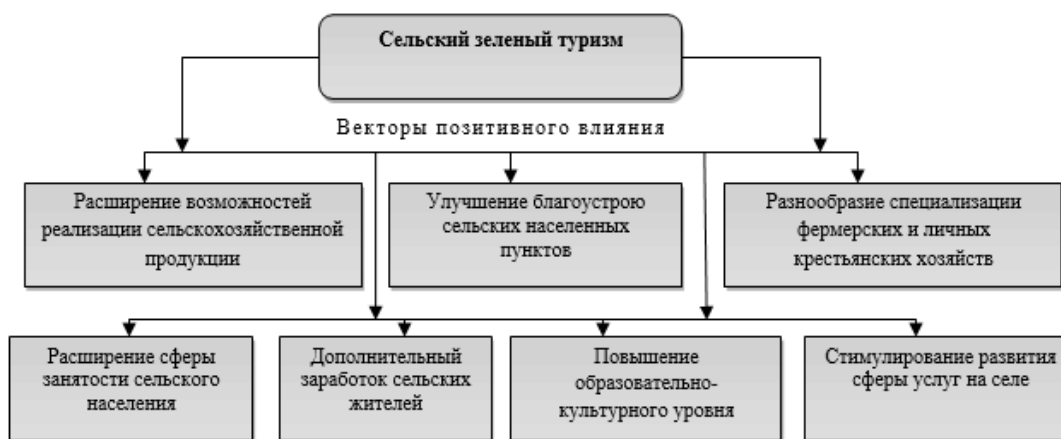 Сельский зеленый туризм
Векторы позитивного влияния
Расширение возможностей
реализации сельскохозяйственной
продукции
Улучшение благоустрою
сельских населенных
пунктов
Разнообразие специализации
фермерских и личных
крестьянских хозяйств
Расширение сферы
занятости сельского
населения
Дополнительный
заработок сельских
жителей
Повышение
образовательно-
культурного уровня
Стимулирование развития
сферы услуг на селе